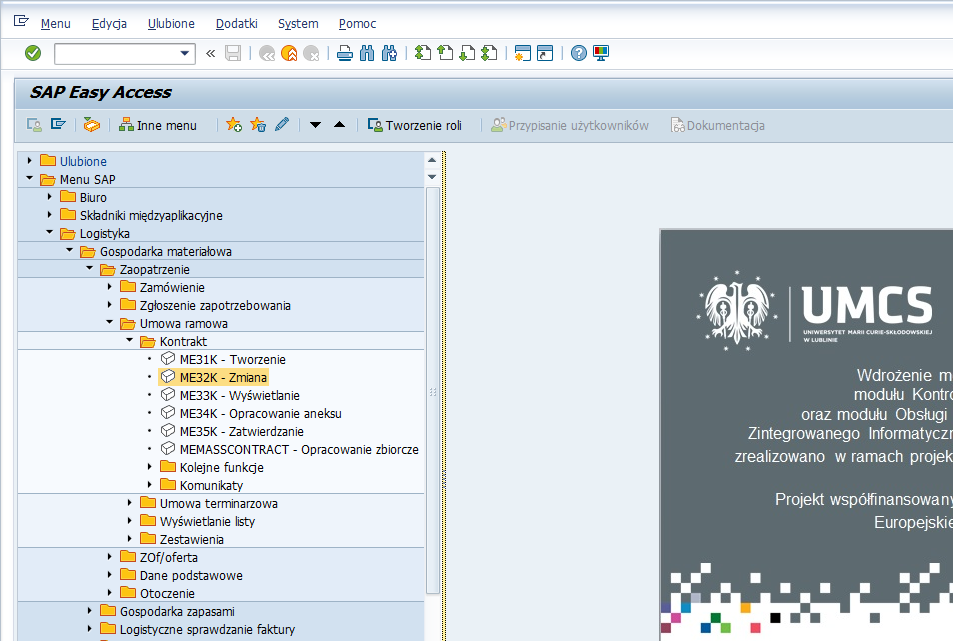 Menu Edycja Ulubione Dodatki System Pomoc
SAP Easy Access
Inne menu Tworzenie roli Przypisanie użytkowników Dokumentacja
Ulubione
Menu SAP
Biuro
Składniki międzyaplikacyjne
Logistyka
Gospodarka materiałowa
Zaopatrzenie
Zamówienie
Zgłoszenie zapotrzebowania
Umowa ramowa
Kontrakt
ME31K - Tworzenie
ME32K - Zmiana
ME33K - Wyświetlanie
ME34K - Opracowanie aneksu
ME35K - Zatwierdzanie
MEMASSCONTRACT - Opracowanie zbiorcze
Kolejne funkcje
Komunikaty
Umowa terminarzowa
Wyświetlanie listy
Zestawienia
ZOf/oferta
Dane podstawowe
Otoczenie
Gospodarka zapasami
Logistyczne sprawdzanie faktury
UMCS
UNIWERSYTET MARII CURIE-SKŁODOWSKIEJ
W LUBLINIE
Wdrożenie m
modułu Kontr
oraz modułu Obsługi
Zintegrowanego Informatyczn
zrealizowano w ramach projek
Projekt współfinansowany
Europejskie